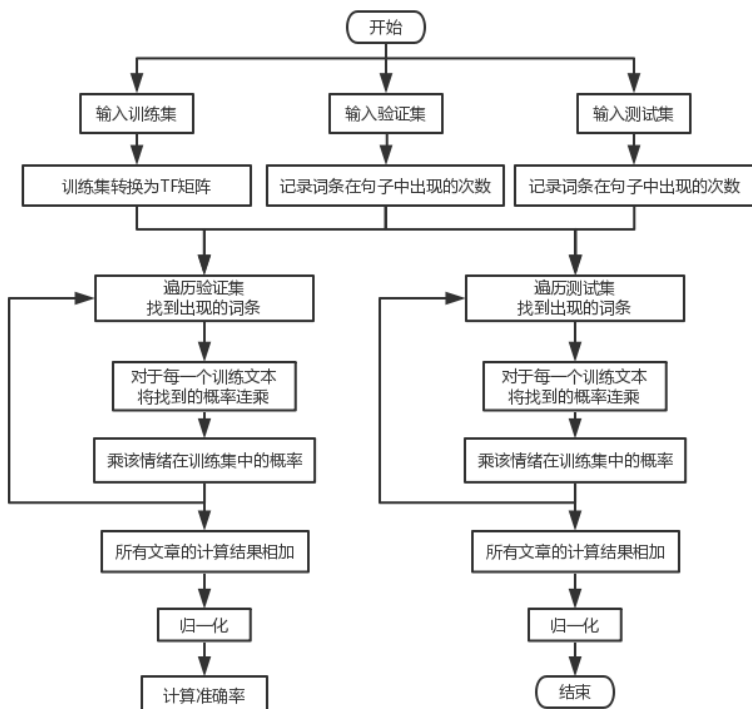 开始
输入训练集
输入验证集
输入测试集
训练集转换为TF矩阵
记录词条在句子中出现的次数
记录词条在句子中出现的次数
遍历验证集
找到出现的词条
遍历测试集
找到出现的词条
对于每一个训练文本
将找到的概率连乘
对于每一个训练文本
将找到的概率连乘
乘该情绪在训练集中的概率
乘该情绪在训练集中的概率
所有文章的计算结果相加
所有文章的计算结果相加
归一化
归一化
计算准确率
结束